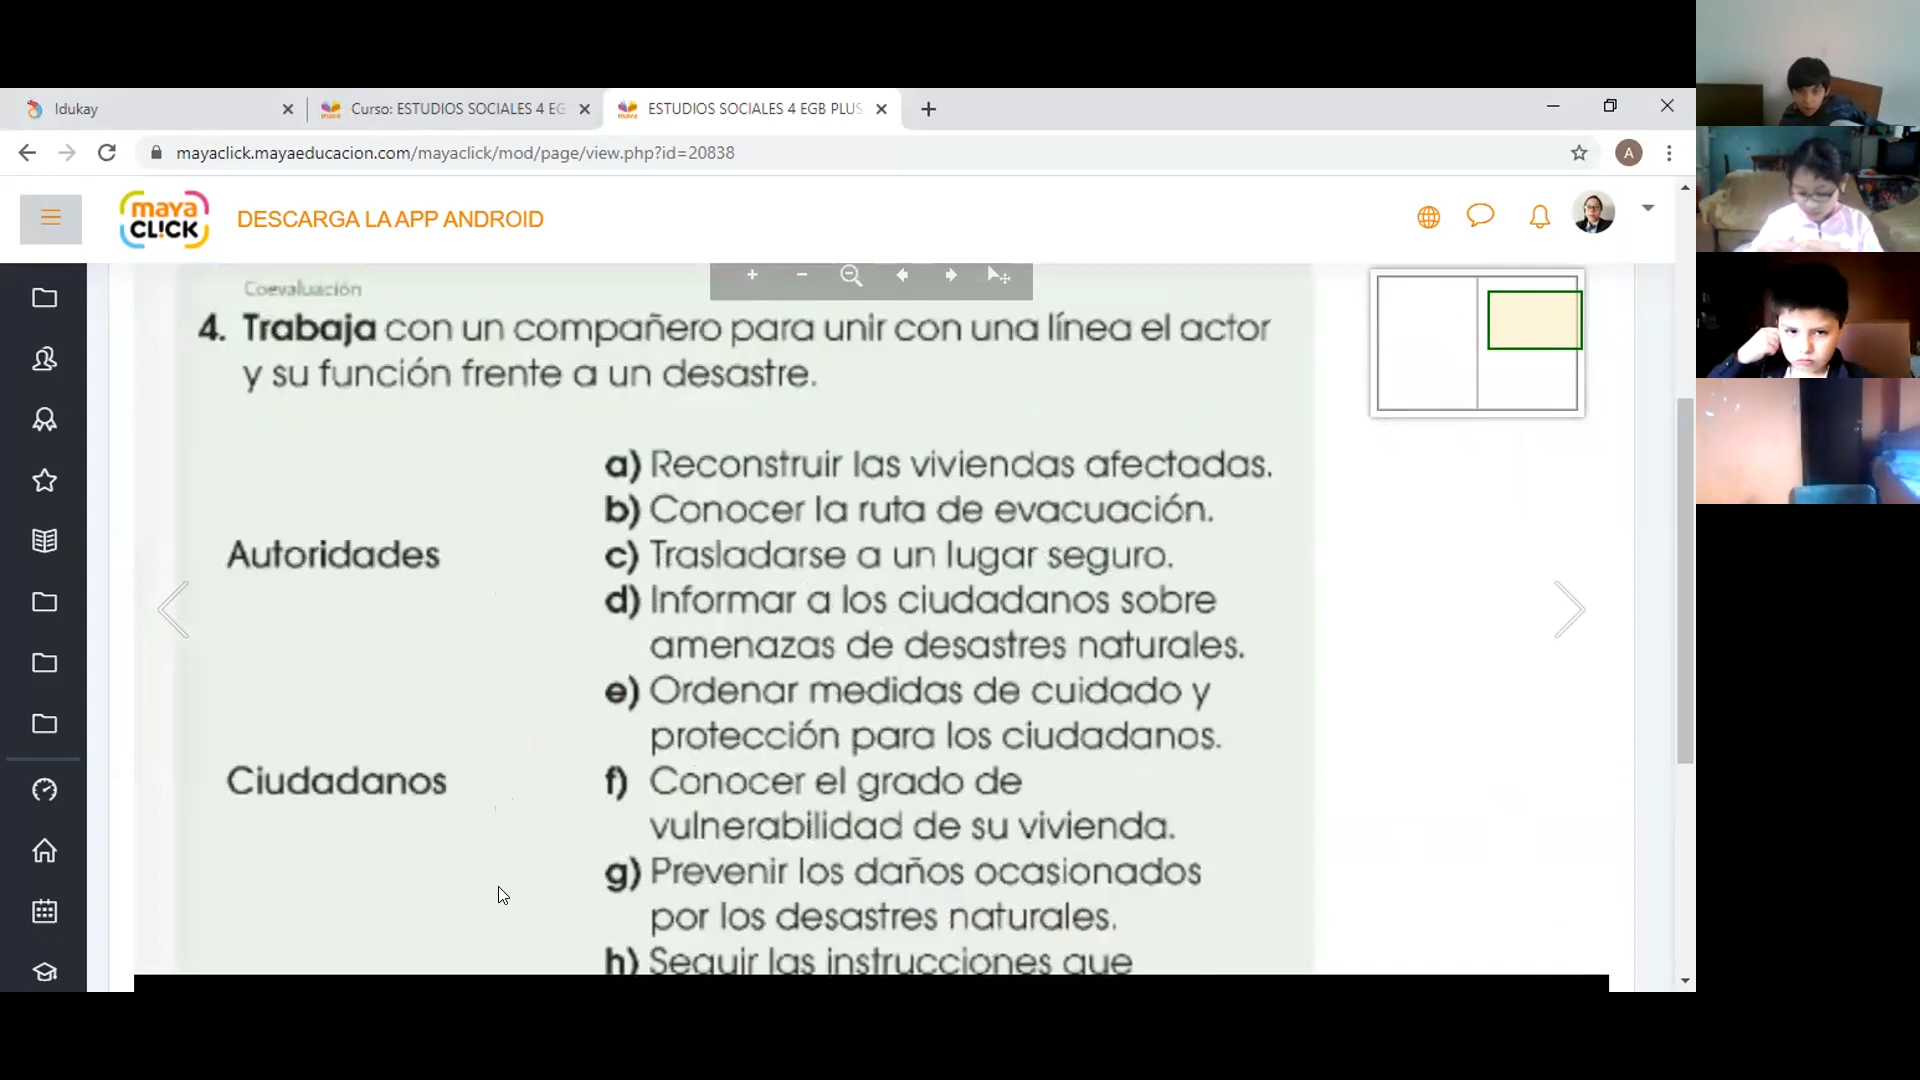 Idukay
Curso: ESTUDIOS SOCIALES 4 EG
ESTUDIOS SOCIALES 4 EGB PLUS
mayaclick.mayaeducacion.com/mayaclick/mod/page/view.php?id=20838
A
maya
CL!CK
DESCARGA LA APP ANDROID
Coevaluación
4. Trabaja con un compañero para unir con una línea el actor
y su función frente a un desastre.
a) Reconstruir las viviendas afectadas.
b) Conocer la ruta de evacuación.
Autoridades
c) Trasladarse a un lugar seguro.
d) Informar a los ciudadanos sobre
amenazas de desastres naturales.
e) Ordenar medidas de cuidado y
protección para los ciudadanos.
Ciudadanos
f) Conocer el grado de
vulnerabilidad de su vivienda.
g) Prevenir los daños ocasionados
por los desastres naturales.
h) Seguir las instrucciones que